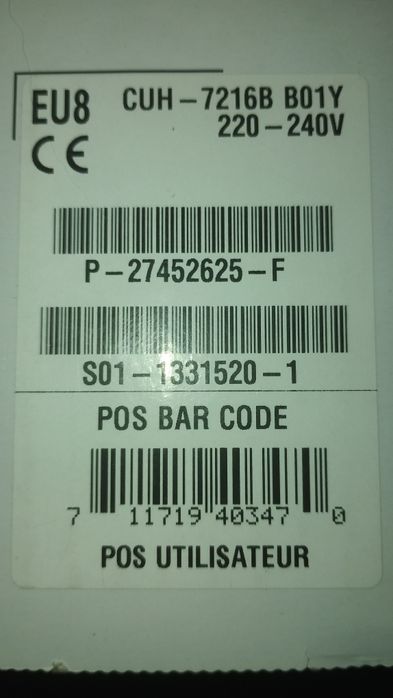 EU8 CUH-7216B B01Y
CE 220-240V
P-27452625-F
S01-1331520-1
POS BAR CODE
7 11719 40347 0
POS UTILISATEUR